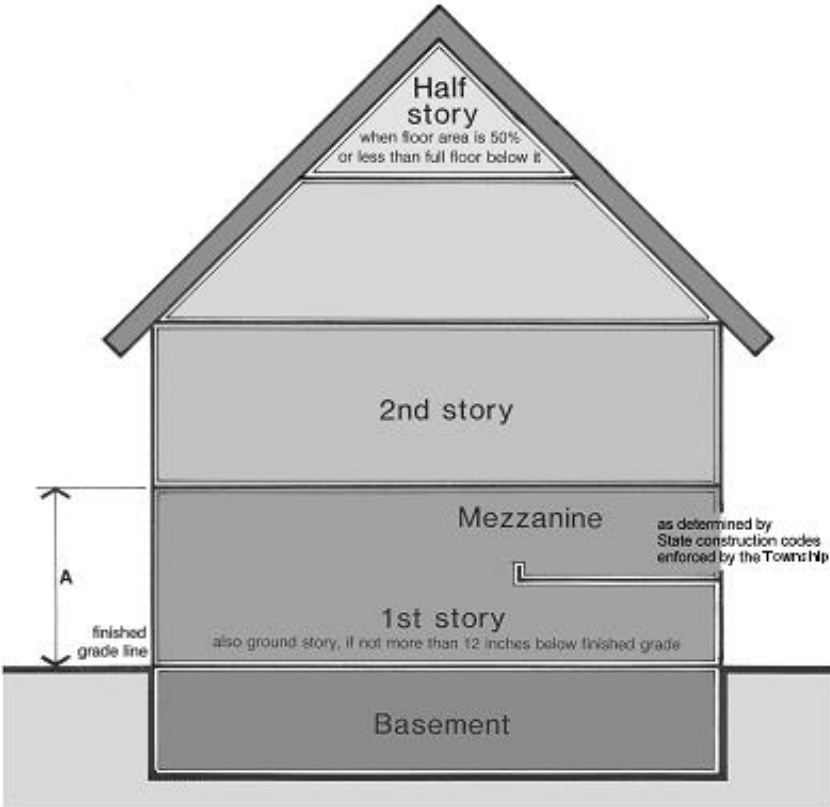 Half
story
when floor area is 50%
or less than full floor below it
2nd story
Mezzanine
as determined by
State construction codes
enforced by the Township
A
1st story
also ground story, if not more than 12 inches below finished grade
finished
grade line
Basement